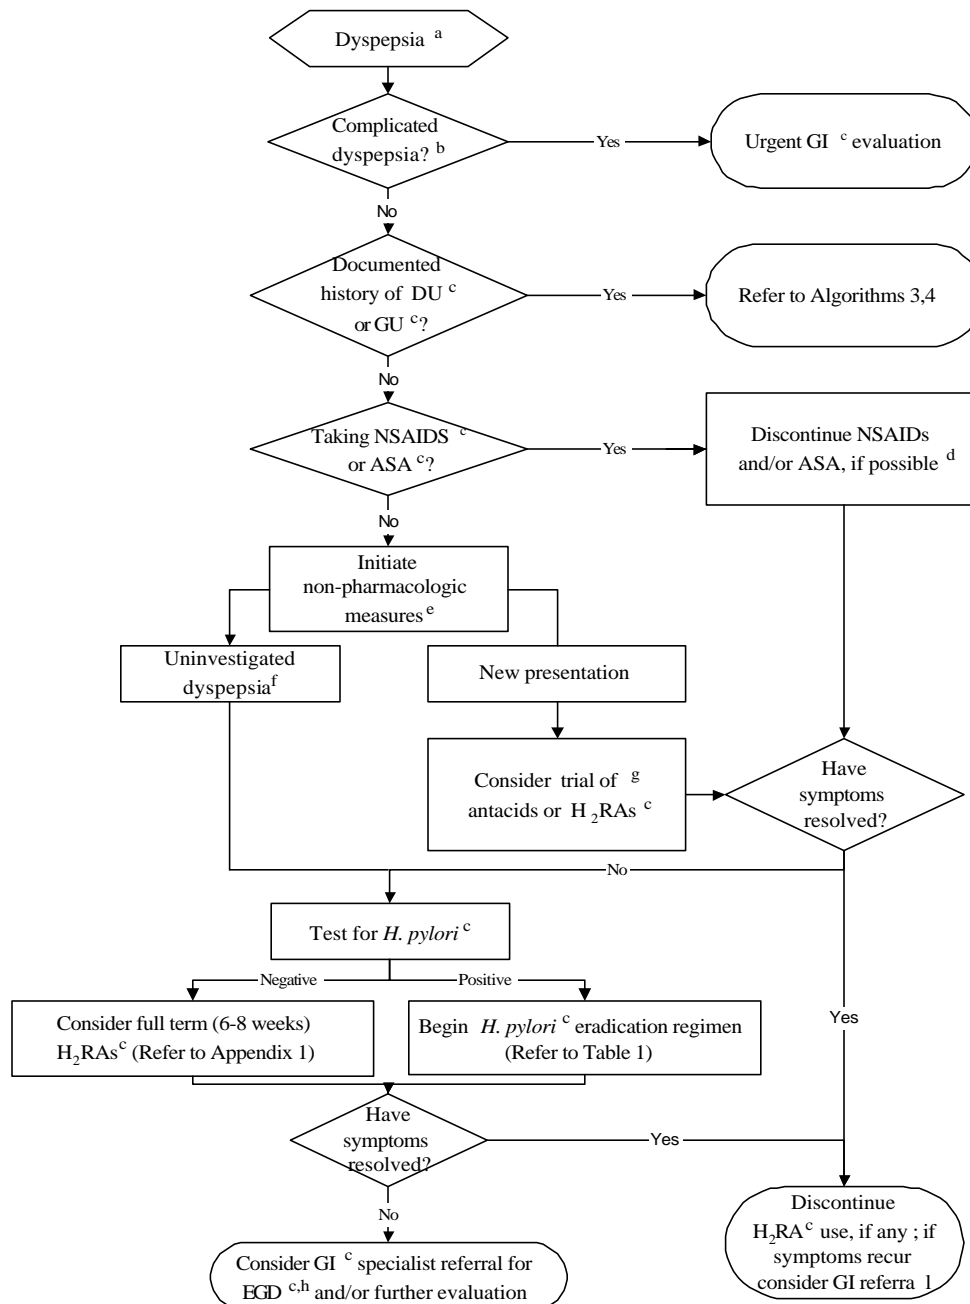 Dyspepsia a
Complicated
dyspepsia? b
Yes
Urgent GI c evaluation
No
Documented
history of DU c
or GU c?
Yes
Refer to Algorithms 3,4
No
Taking NSAIDS c
or ASA c?
Yes
Discontinue NSAIDs
and/or ASA, if possible d
No
Initiate
non-pharmacologic
measures e
Uninvestigated
dyspepsia f
New presentation
Consider trial of g
antacids or H2RAs c
Have
symptoms
resolved?
No
Test for H. pylori c
Negative
Positive
Consider full term (6-8 weeks)
H2RAs c (Refer to Appendix 1)
Begin H. pylori c eradication regimen
(Refer to Table 1)
Yes
Have
symptoms
resolved?
Yes
No
Discontinue
H2RA c use, if any ; if
symptoms recur
consider GI referra l
Consider GI c specialist referral for
EGD c,h and/or further evaluation